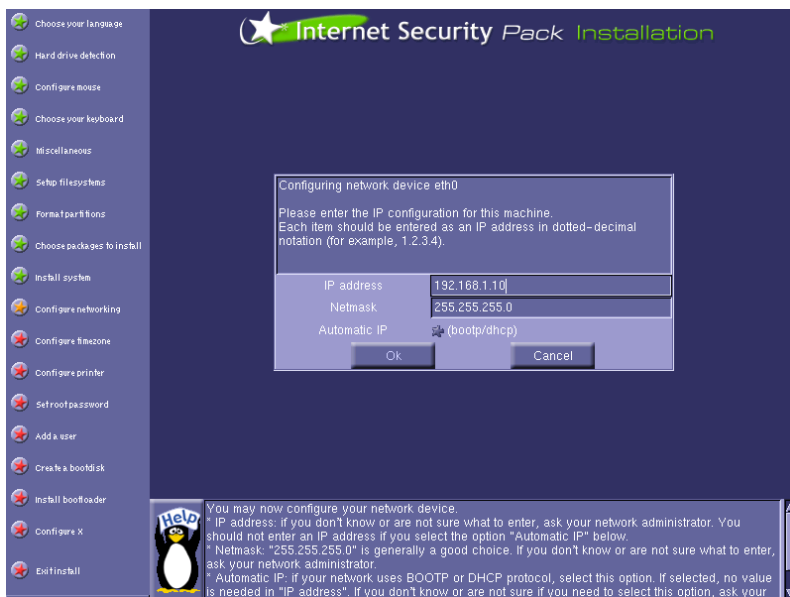 Internet Security Pack Installation
Choose your language
Hard drive detection
Configure mouse
Choose your keyboard
Miscellaneous
Setup filesystems
Format partitions
Choose packages to install
Install system
Configure networking
Configure timezone
Configure printer
Set root password
Add a user
Create a bootdisk
Install bootloader
Configure X
Exit install
Configuring network device eth0
Please enter the IP configuration for this machine.
Each item should be entered as an IP address in dotted-decimal
notation (for example, 1.2.3.4).
IP address 192.168.1.10
Netmask 255.255.255.0
Automatic IP (bootp/dhcp)
Ok Cancel
Help
You may now configure your network device.
* IP address: if you don't know or are not sure what to enter, ask your network administrator. You
should not enter an IP address if you select the option "Automatic IP" below.
* Netmask: "255.255.255.0" is generally a good choice. If you don't know or are not sure what to enter,
ask your network administrator.
* Automatic IP: if your network uses BOOTP or DHCP protocol, select this option. If selected, no value
is needed in "IP address". If you don't know or are not sure if you need to select this option, ask your